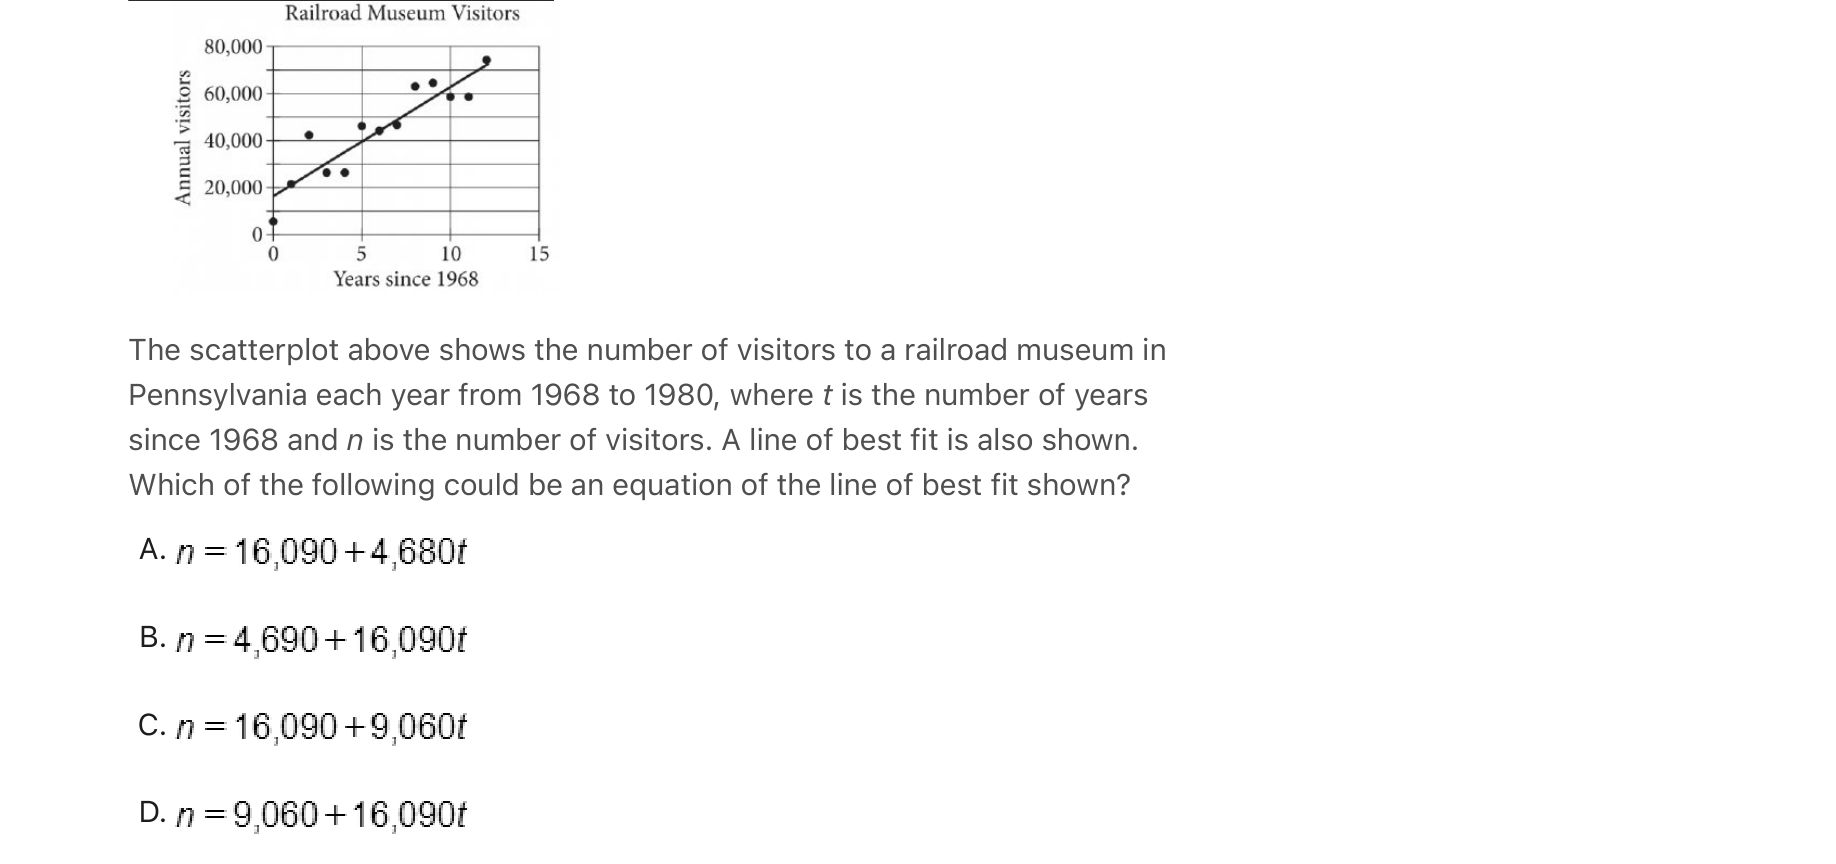 Railroad Museum Visitors
80,000
60,000
40,000
20,000
0
Annual visitors
0 5 10 15
Years since 1968
The scatterplot above shows the number of visitors to a railroad museum in
Pennsylvania each year from 1968 to 1980, where t is the number of years
since 1968 and n is the number of visitors. A line of best fit is also shown.
Which of the following could be an equation of the line of best fit shown?
A. n = 16,090 + 4,680t
B. n = 4,690 + 16,090t
C. n = 16,090 + 9,060t
D. n = 9,060 + 16,090t